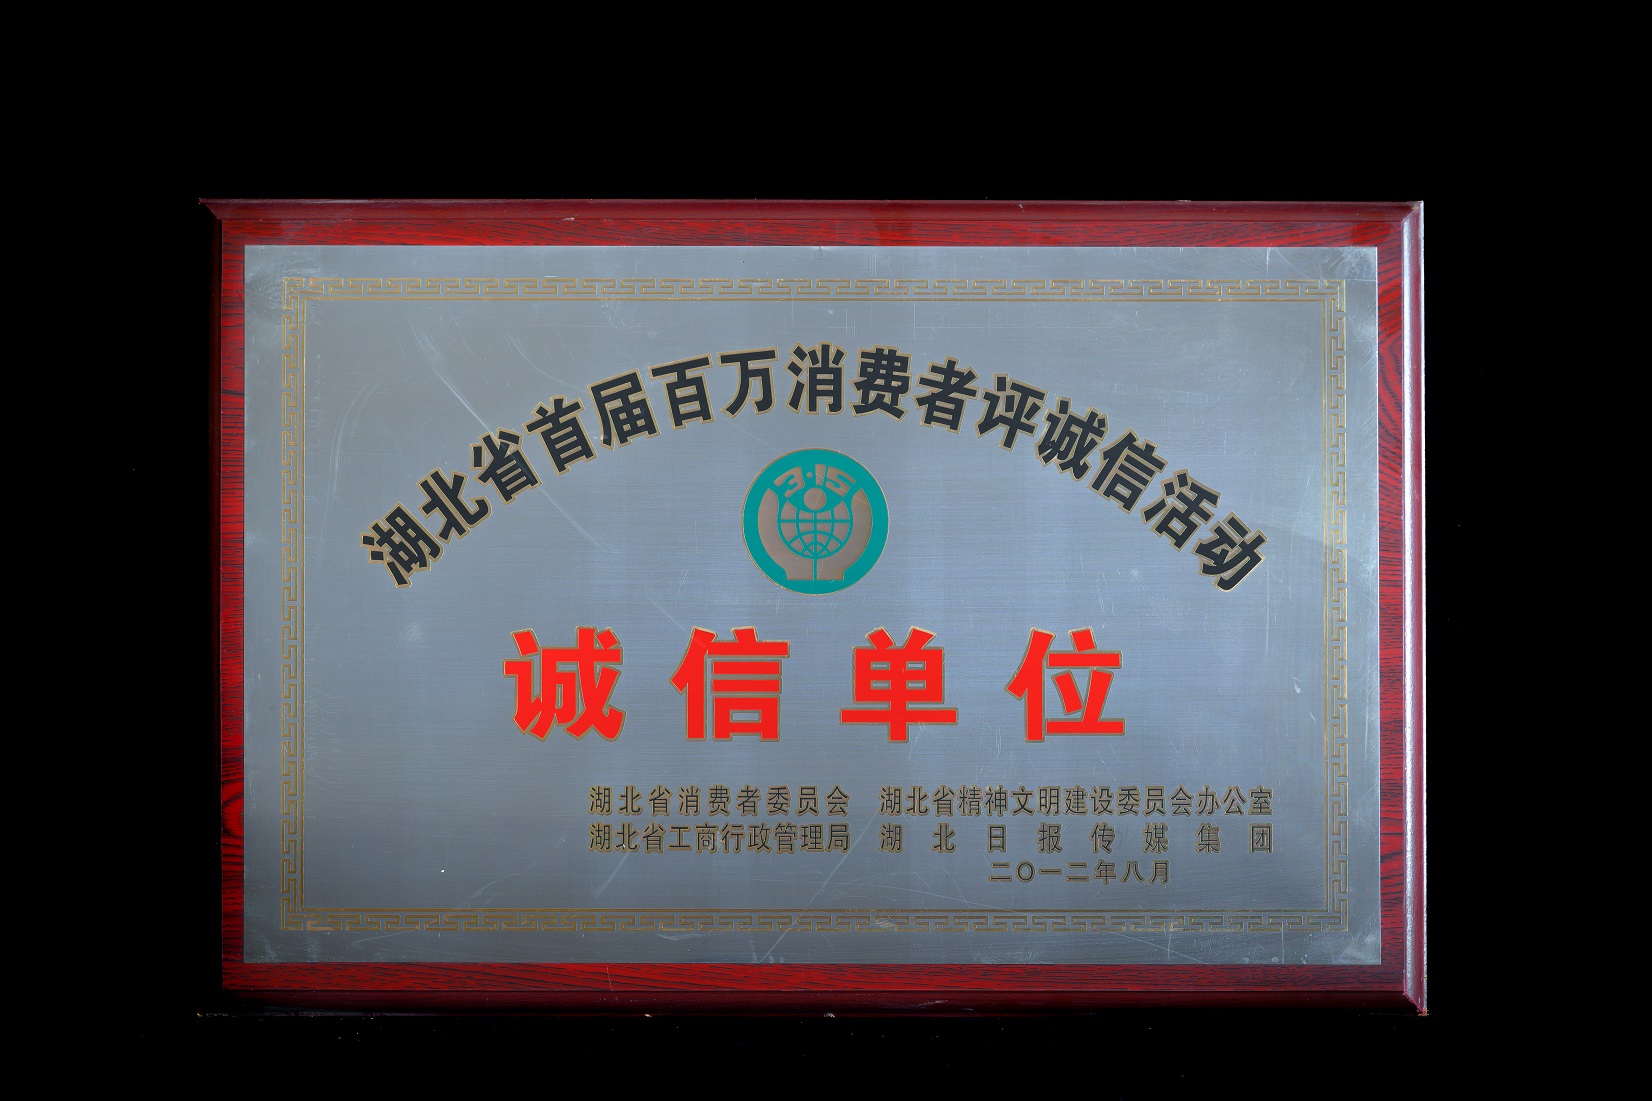 湖北省首届百万消费者评诚信活动
3·15
诚信单位
湖北省消费者委员会 湖北省精神文明建设委员会办公室
湖北省工商行政管理局 湖北日报传媒集团
二〇一二年八月